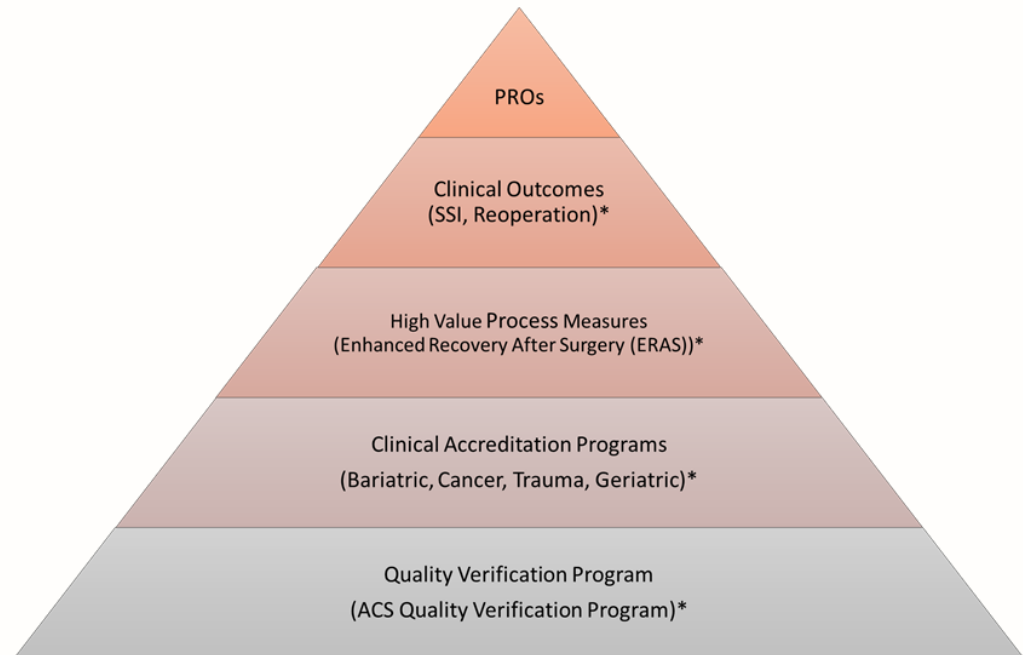 PROs
Clinical Outcomes
(SSI, Reoperation)*
High Value Process Measures
(Enhanced Recovery After Surgery (ERAS))*
Clinical Accreditation Programs
(Bariatric, Cancer, Trauma, Geriatric)*
Quality Verification Program
(ACS Quality Verification Program)*